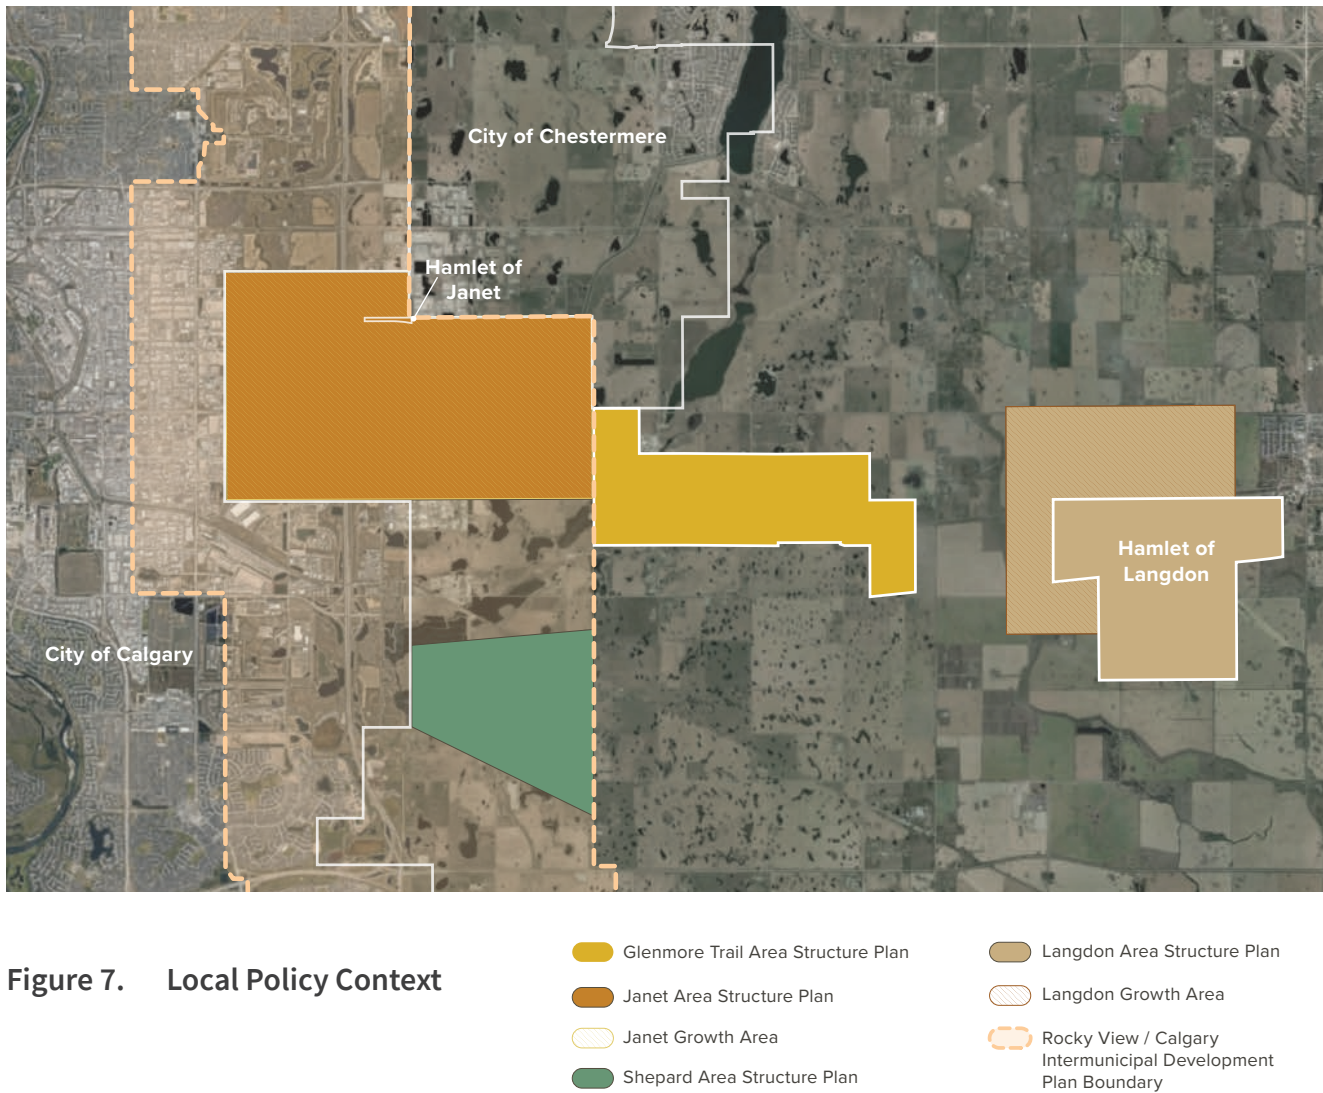 City of Chestermere
Hamlet of
Janet
Hamlet of
Langdon
City of Calgary
Figure 7. Local Policy Context
Glenmore Trail Area Structure Plan
Janet Area Structure Plan
Janet Growth Area
Shepard Area Structure Plan
Langdon Area Structure Plan
Langdon Growth Area
Rocky View / Calgary
Intermunicipal Development
Plan Boundary